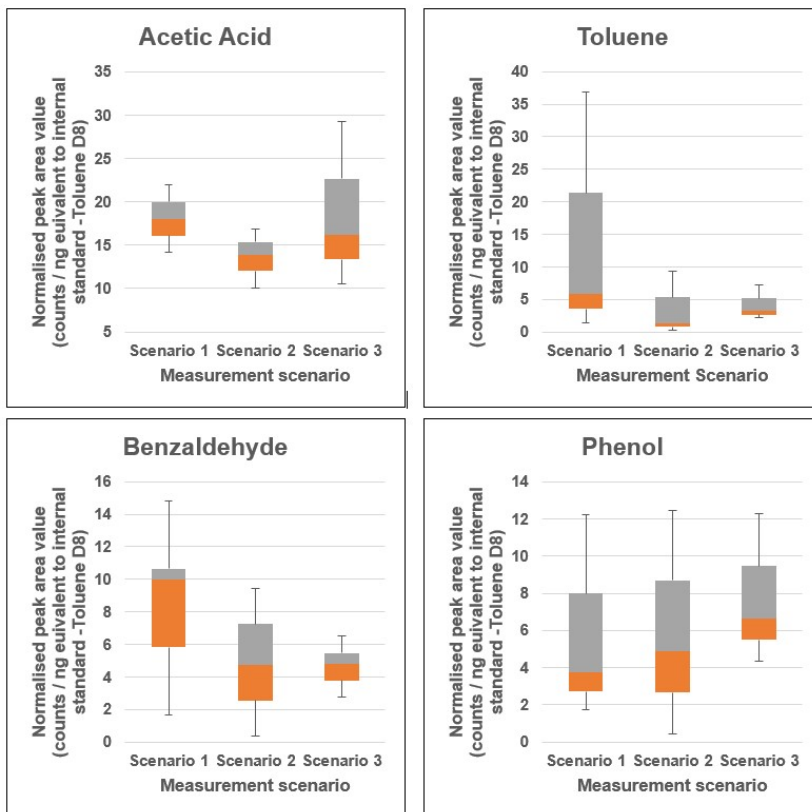 Acetic Acid
Normalised peak area value
(counts / ng euivalent to internal
standard -Toluene D8)
35
30
25
20
15
10
5
Scenario 1 Scenario 2 Scenario 3
Measurement scenario
Toluene
Normalised peak area value
(counts / ng euivalent to internal
standard -Toluene D8)
40
35
30
25
20
15
10
5
0
Scenario 1 Scenario 2 Scenario 3
Measurement Scenario
Benzaldehyde
Normalised peak area value
(counts / ng euivalent to internal
standard -Toluene D8)
16
14
12
10
8
6
4
2
0
Scenario 1 Scenario 2 Scenario 3
Measurement scenario
Phenol
Normalised peak area value
(counts / ng euivalent to internal
standard -Toluene D8)
14
12
10
8
6
4
2
0
Scenario 1 Scenario 2 Scenario 3
Measurement scenario